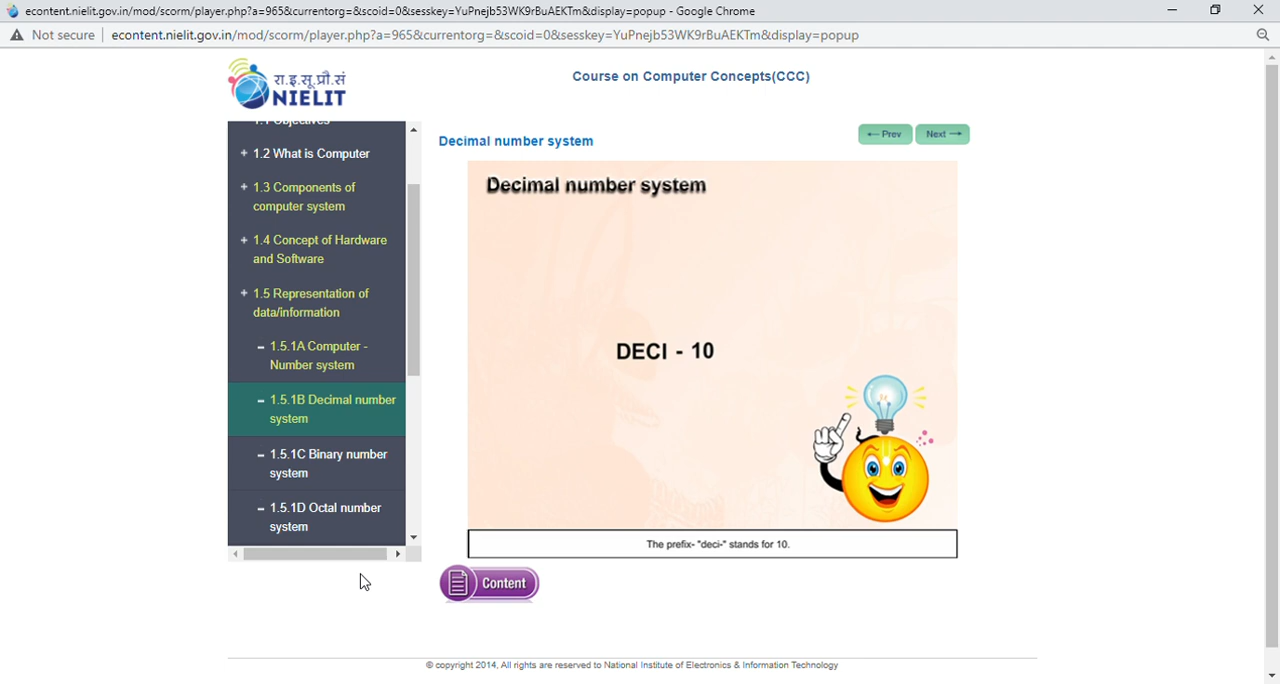 econtent.nielit.gov.in/mod/scorm/player.php?a=965&currentorg=&scoid=0&sesskey=YuPnejb53WK9rBuAEKTm&display=popup - Google Chrome
Not secure econtent.nielit.gov.in/mod/scorm/player.php?a=965&currentorg=&scoid=0&sesskey=YuPnejb53WK9rBuAEKTm&display=popup
रा.इ.सू.प्रौ.सं
NIELIT
Course on Computer Concepts(CCC)
1.1 Objectives
+ 1.2 What is Computer
+ 1.3 Components of
computer system
+ 1.4 Concept of Hardware
and Software
+ 1.5 Representation of
data/information
- 1.5.1A Computer -
Number system
- 1.5.1B Decimal number
system
- 1.5.1C Binary number
system
- 1.5.1D Octal number
system
Decimal number system
← Prev
Next →
Decimal number system
DECI - 10
The prefix- "deci-" stands for 10.
Content
© copyright 2014, All rights are reserved to National Institute of Electronics & Information Technology